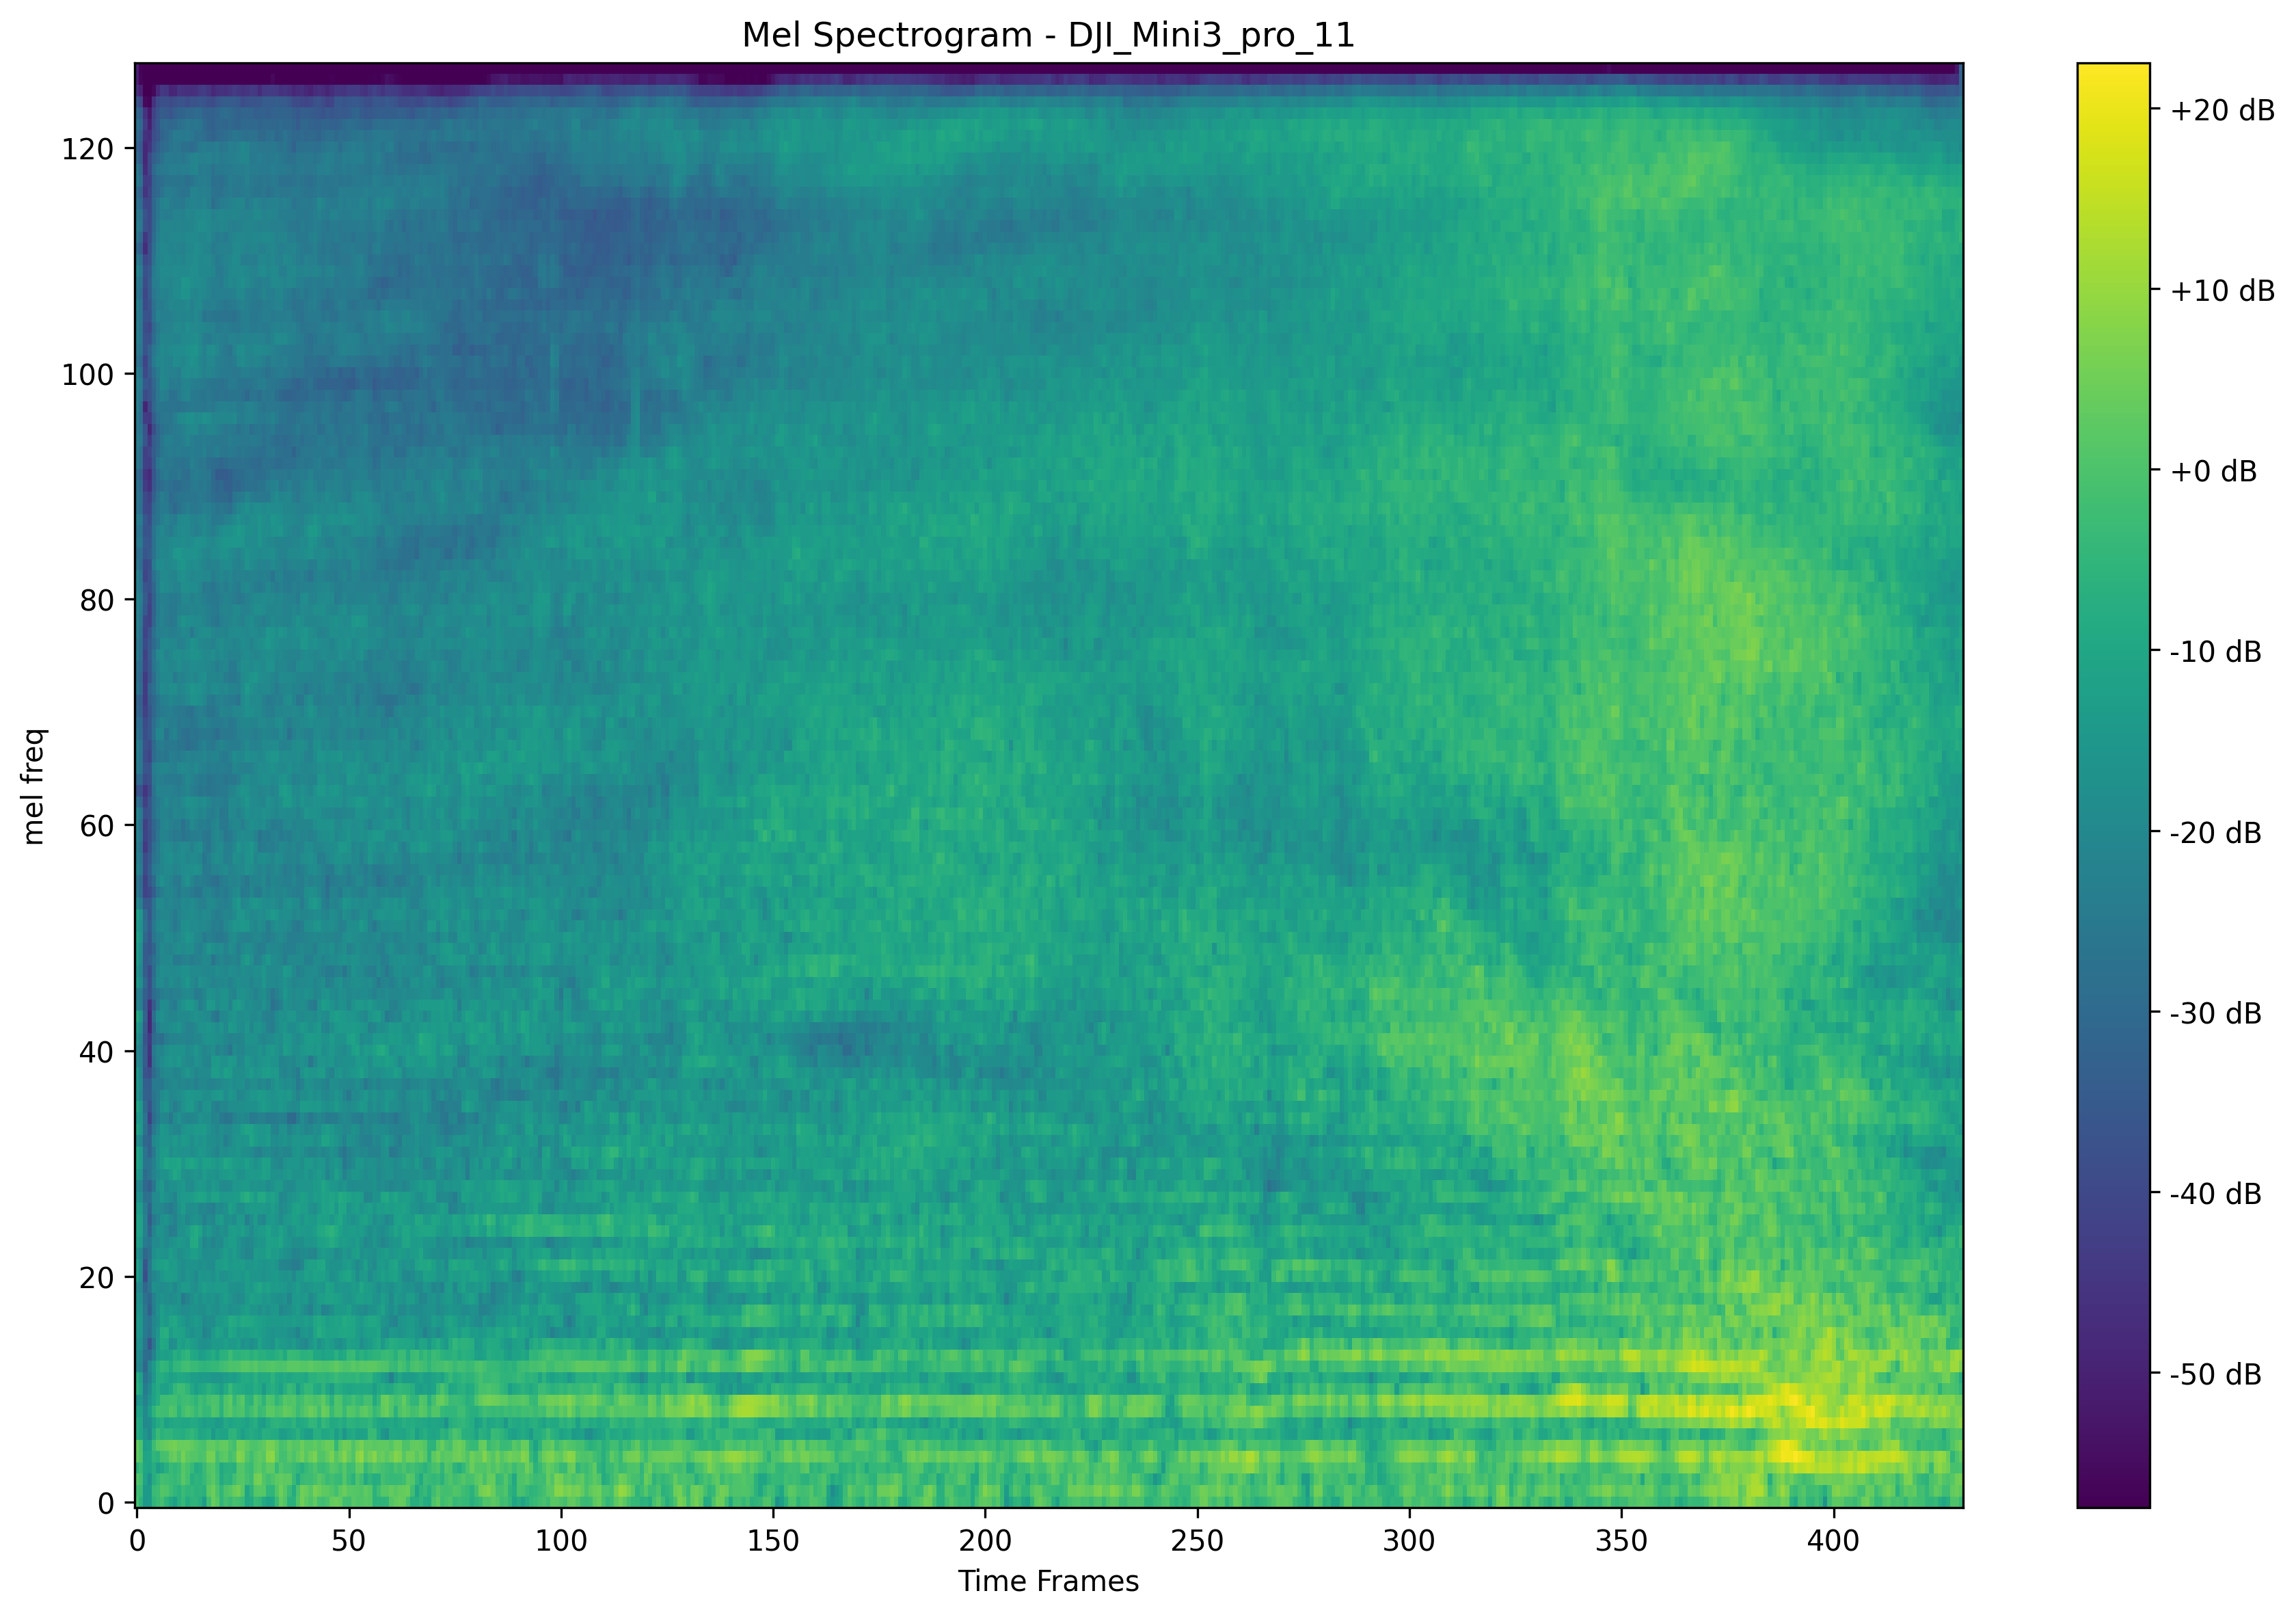 Mel Spectrogram - DJI_Mini3_pro_11
120
100
80
60
40
20
0
mel freq
0 50 100 150 200 250 300 350 400
Time Frames
+20 dB
+10 dB
+0 dB
-10 dB
-20 dB
-30 dB
-40 dB
-50 dB